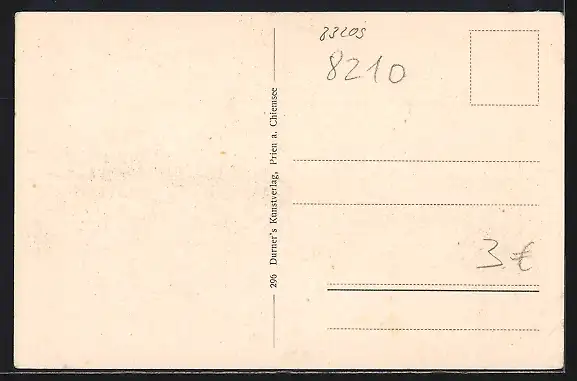 83209
8210
296 Durner's Kunstverlag, Prien a. Chiemsee
3 €